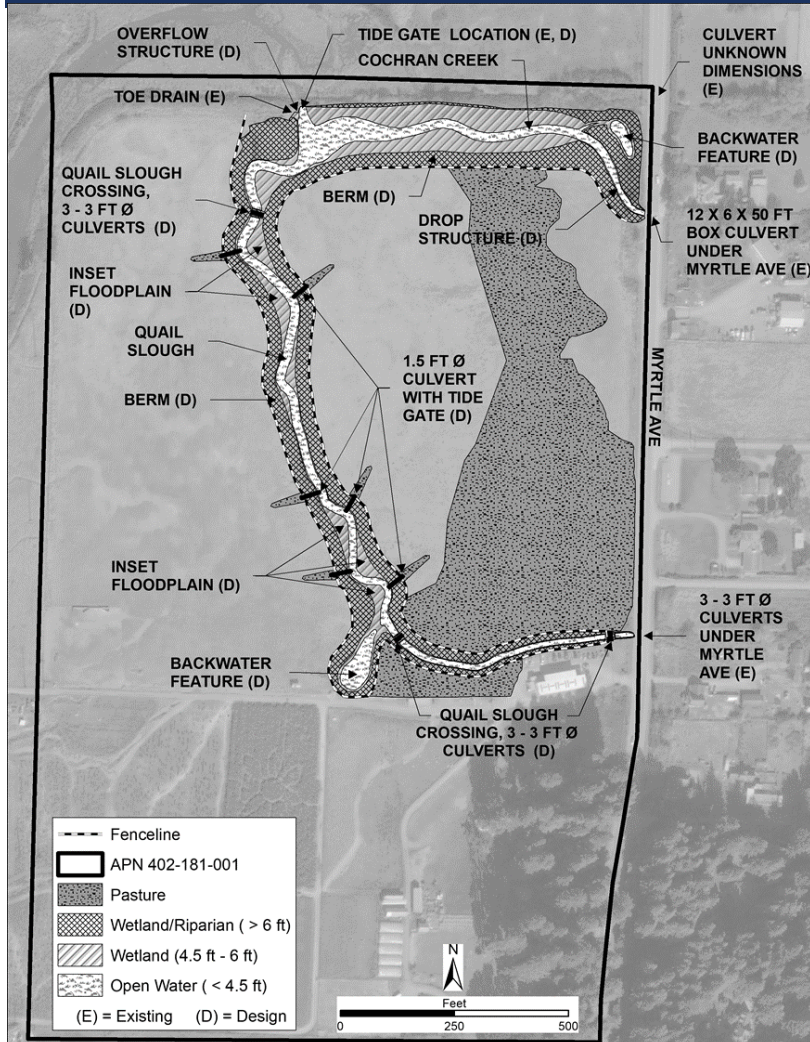 OVERFLOW
STRUCTURE (D)
TIDE GATE LOCATION (E, D)
COCHRAN CREEK
CULVERT
UNKNOWN
DIMENSIONS
(E)
TOE DRAIN (E)
BACKWATER
FEATURE (D)
QUAIL SLOUGH
CROSSING,
3 - 3 FT Ø
CULVERTS (D)
BERM (D)
DROP
STRUCTURE (D)
12 X 6 X 50 FT
BOX CULVERT
UNDER
MYRTLE AVE (E)
INSET
FLOODPLAIN
(D)
QUAIL
SLOUGH
BERM (D)
1.5 FT Ø
CULVERT
WITH TIDE
GATE (D)
MYRTLE AVE
INSET
FLOODPLAIN (D)
3 - 3 FT Ø
CULVERTS
UNDER
MYRTLE
AVE (E)
BACKWATER
FEATURE (D)
QUAIL SLOUGH
CROSSING, 3 - 3 FT Ø
CULVERTS (D)
Fenceline
APN 402-181-001
Pasture
Wetland/Riparian ( > 6 ft)
Wetland (4.5 ft - 6 ft)
Open Water ( < 4.5 ft)
(E) = Existing (D) = Design
N
Feet
0 250 500